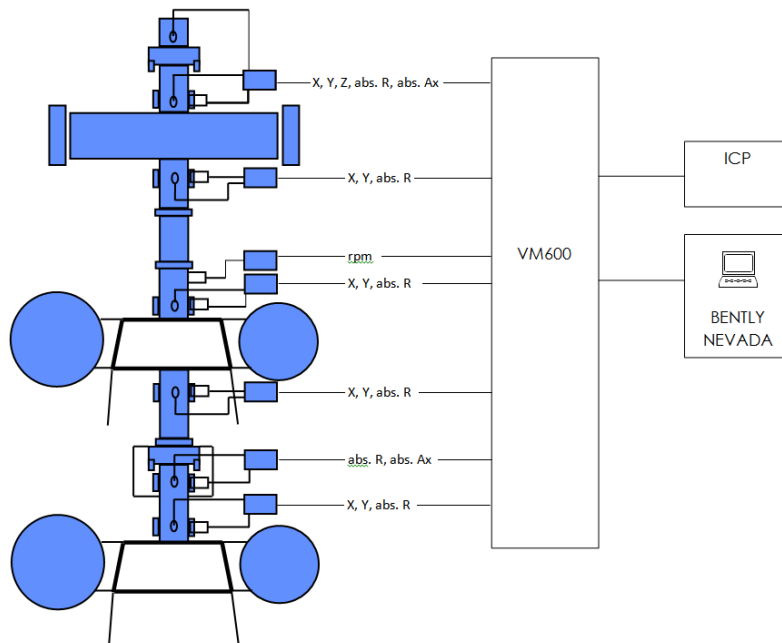 X, Y, Z, abs. R, abs. Ax
X, Y, abs. R
rpm
X, Y, abs. R
X, Y, abs. R
abs. R, abs. Ax
X, Y, abs. R
VM600
ICP
BENTLY
NEVADA